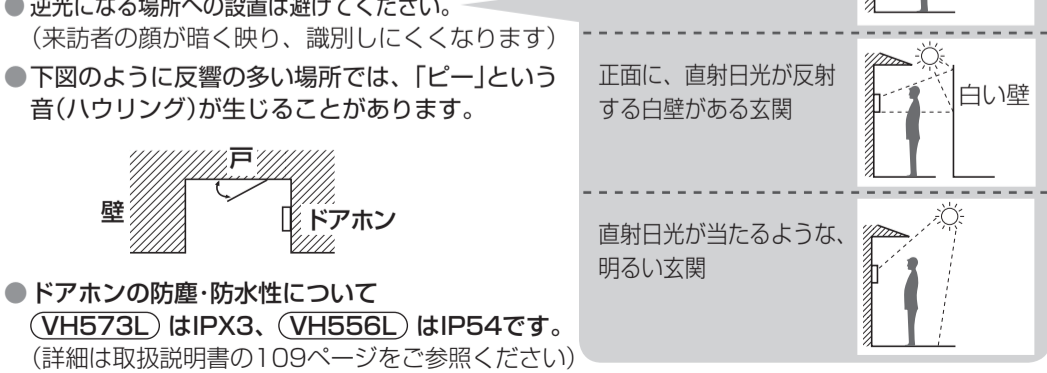 ●逆光になる場所への設置は避けてください。
（来訪者の顔が暗く映り、識別しにくくなります）
●下図のように反響の多い場所では、「ピー」という
音（ハウリング）が生じることがあります。
戸
壁
ドアホン
●ドアホンの防塵・防水性について
VH573L はIPX3、VH556L はIP54です。
（詳細は取扱説明書の109ページをご参照ください）
正面に、直射日光が反射
する白壁がある玄関
白い壁
直射日光が当たるような、
明るい玄関